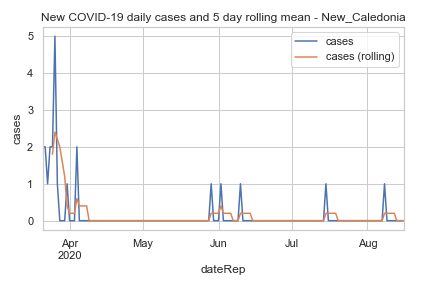 New COVID-19 daily cases and 5 day rolling mean - New_Caledonia
cases
cases (rolling)
5
4
3
2
1
0
cases
Apr
2020
May
Jun
Jul
Aug
dateRep